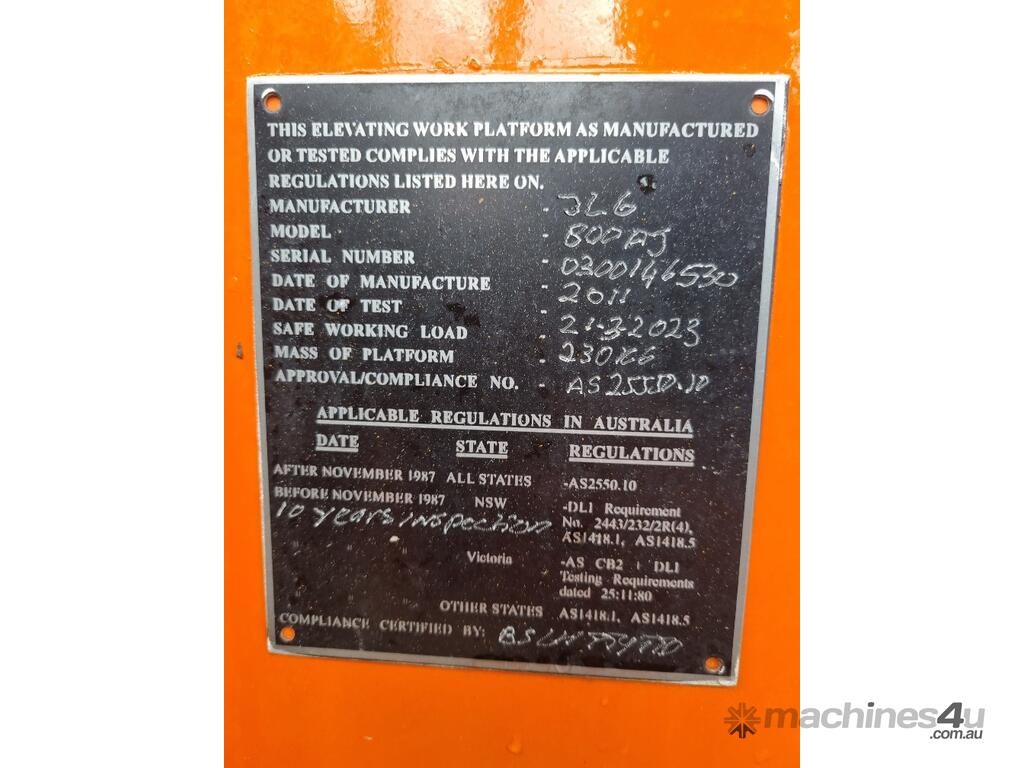 THIS ELEVATING WORK PLATFORM AS MANUFACTURED
OR TESTED COMPLIES WITH THE APPLICABLE
REGULATIONS LISTED HERE ON.
MANUFACTURER - JLG
MODEL - 800AJ
SERIAL NUMBER - 0300146530
DATE OF MANUFACTURE - 2011
DATE OF TEST - 21-3-2023
SAFE WORKING LOAD - 230KG
MASS OF PLATFORM -
APPROVAL/COMPLIANCE NO. - AS2550.10
APPLICABLE REGULATIONS IN AUSTRALIA
DATE STATE REGULATIONS
AFTER NOVEMBER 1987 ALL STATES -AS2550.10
BEFORE NOVEMBER 1987 NSW -DL1 Requirement
10 years inspection No. 2443/232/2R(4),
AS1418.1, AS1418.5
" " Victoria -AS CB2 + DL1
Testing Requirements
dated 25:11:80
" " OTHER STATES AS1418.1, AS1418.5
COMPLIANCE CERTIFIED BY:
machines4u
.com.au